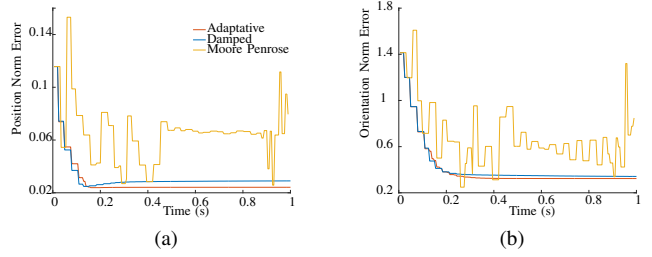 Position Norm Error
0.1
0.06
0.02
0 0.2 0.4 0.6 0.8 1
Time (s)
Adaptative
Damped
Moore Penrose
(a)
Orientation Norm Error
1.8
1.4
1
0.6
0.2
0 0.2 0.4 0.6 0.8 1
Time (s)
(b)